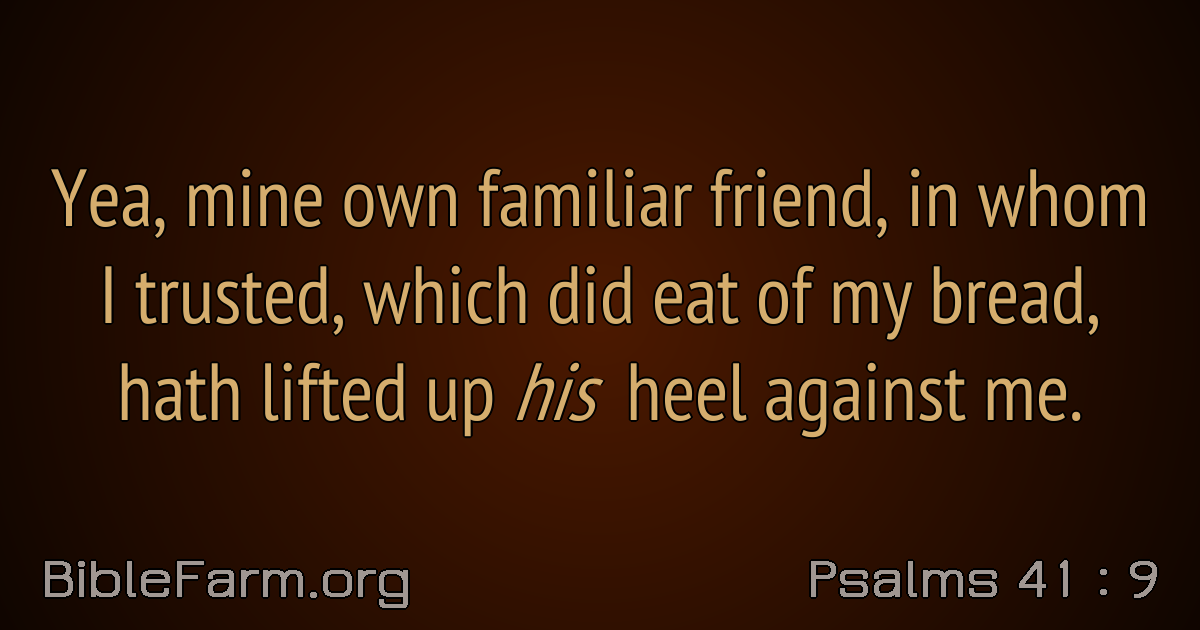 Yea, mine own familiar friend, in whom
I trusted, which did eat of my bread,
hath lifted up his heel against me.
BibleFarm.org
Psalms 41 : 9